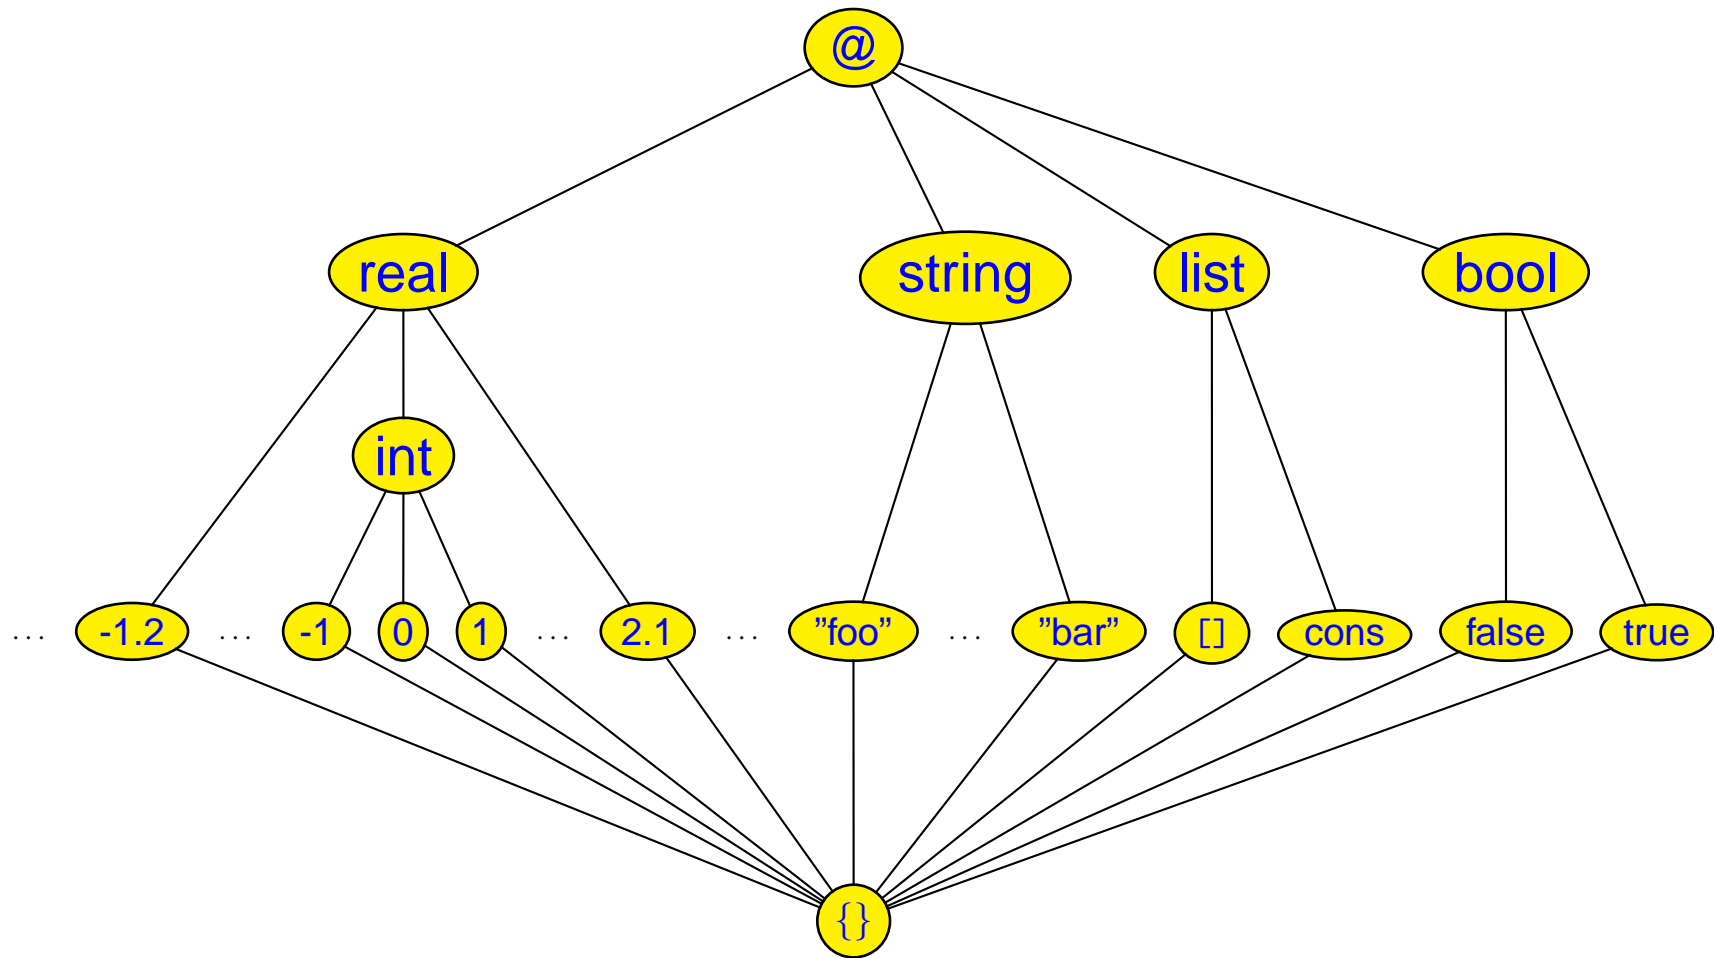 @
real string list bool
int
... -1.2 ... -1 0 1 ... 2.1 ... ”foo” ... ”bar” [] cons false true
{}